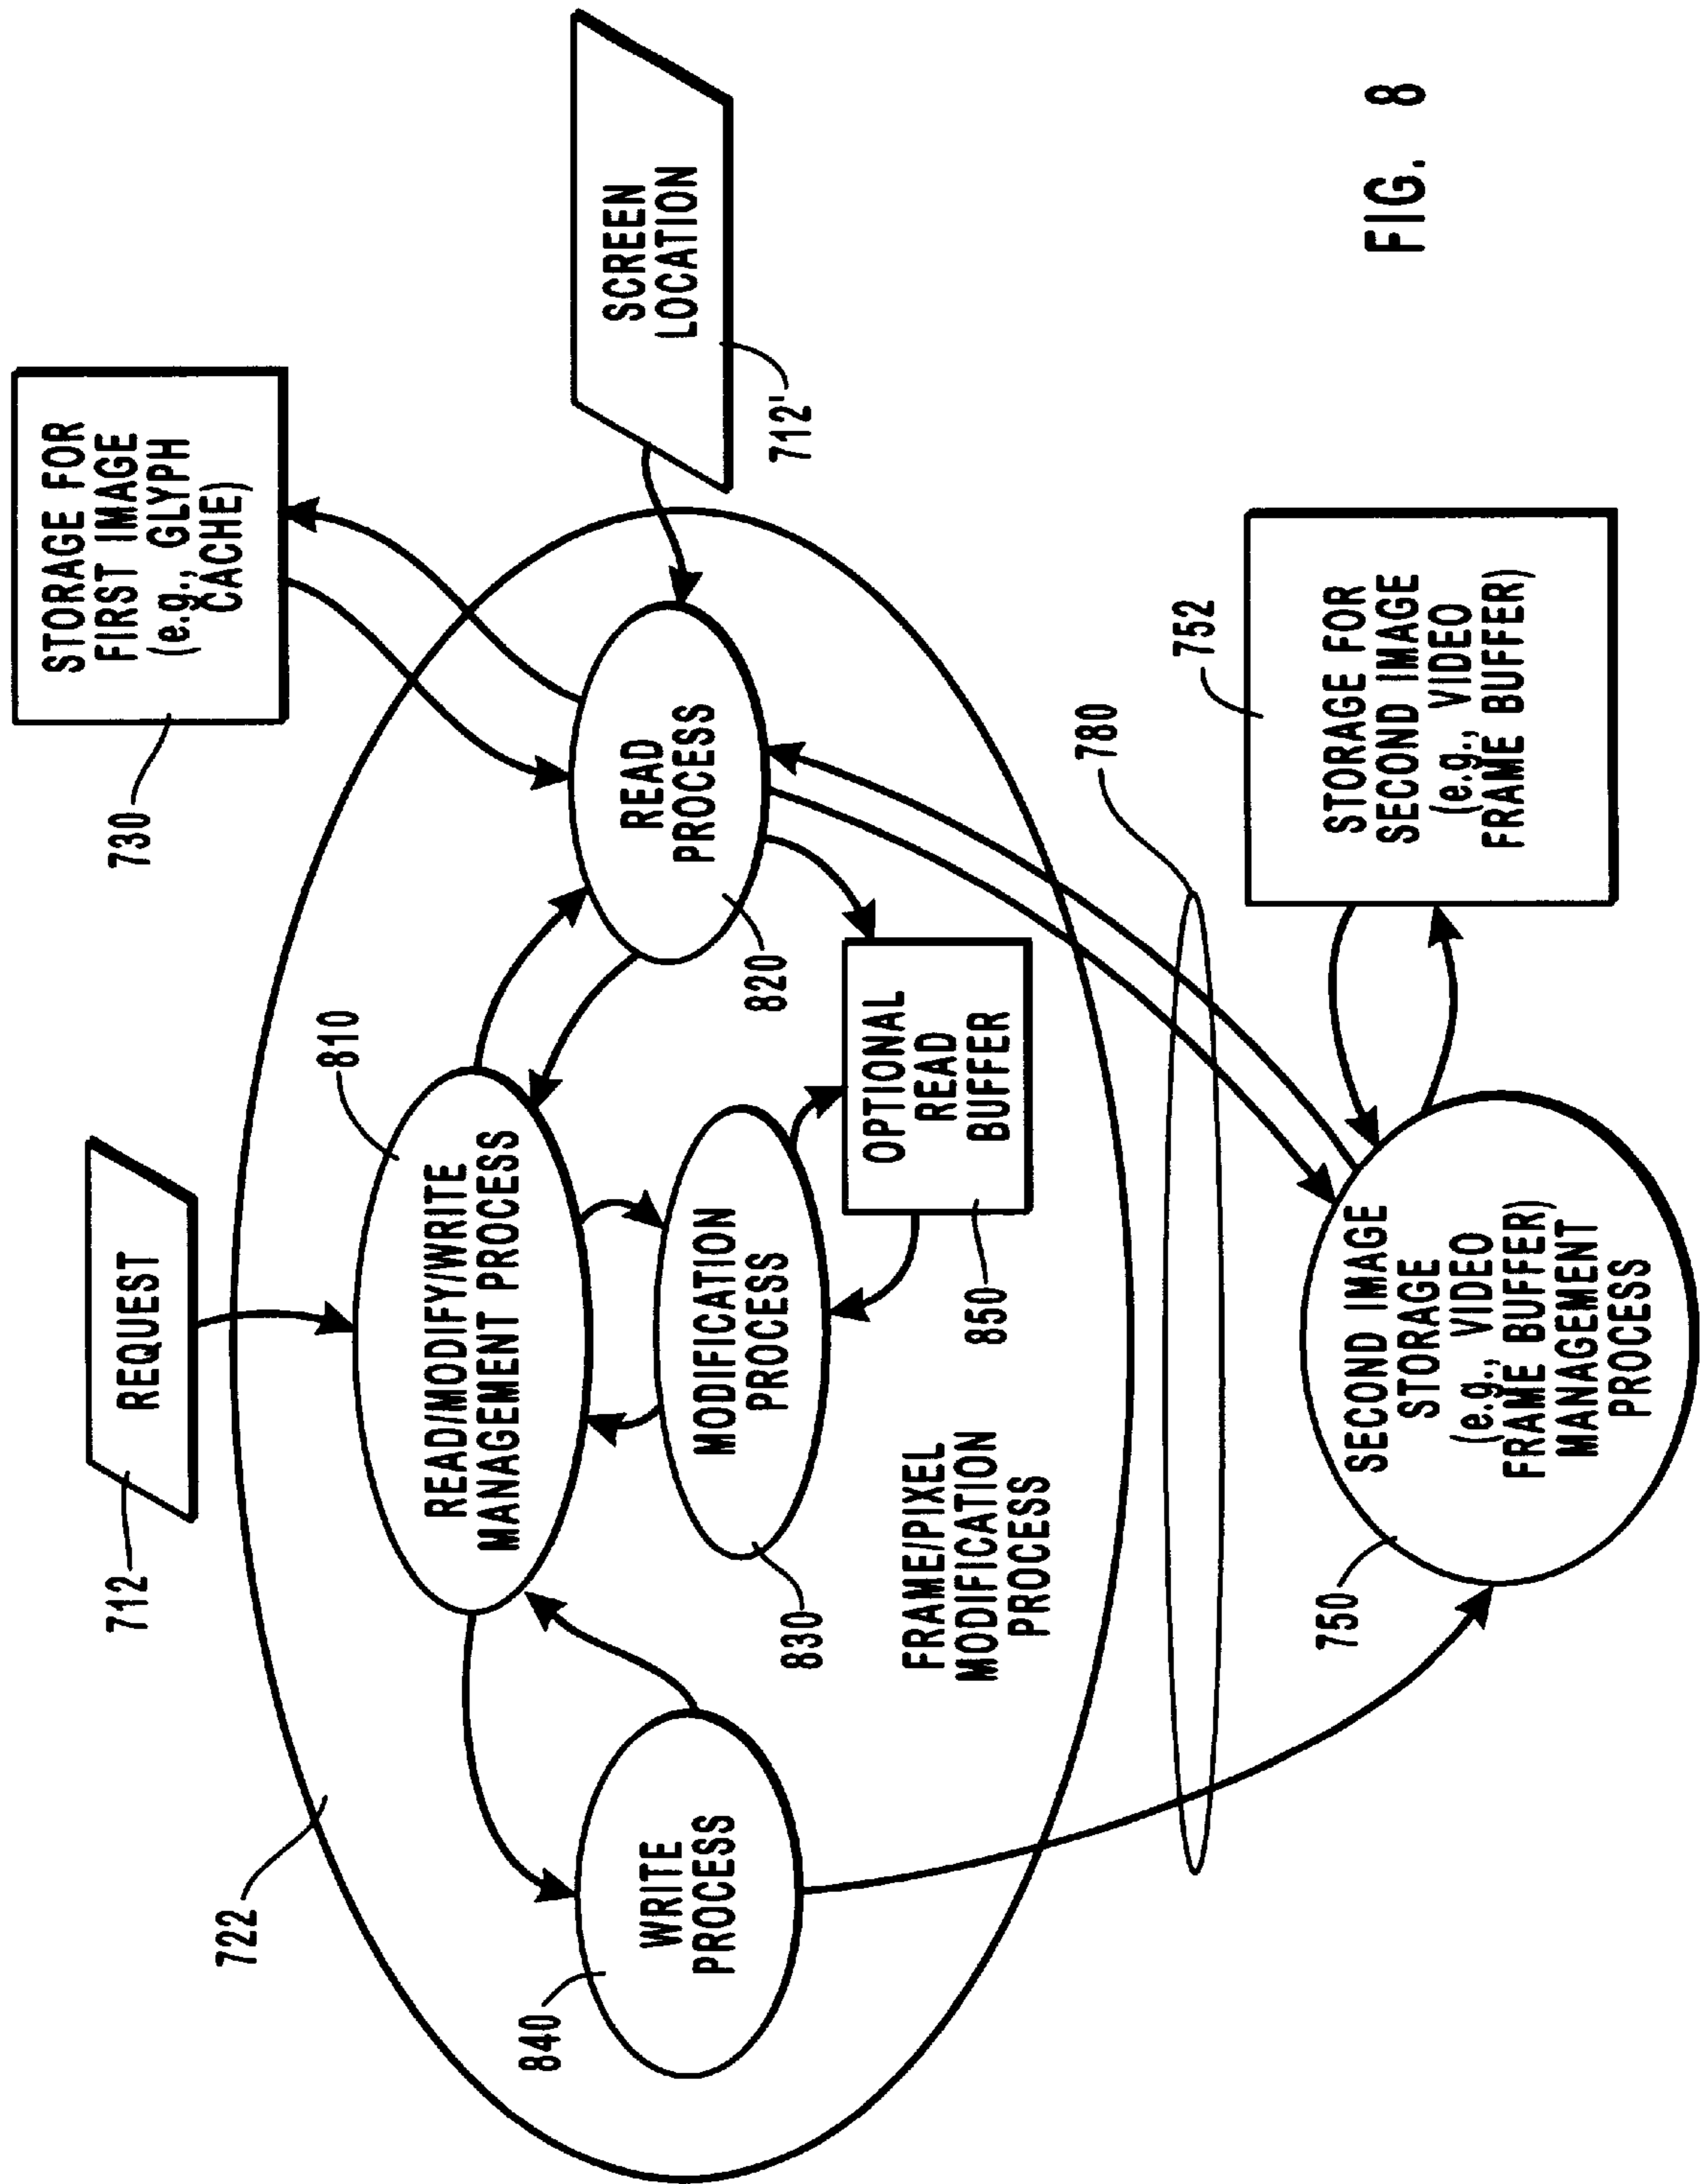 712
REQUEST
722
810
READ/MODIFY/WRITE
MANAGEMENT PROCESS
730
STORAGE FOR
FIRST IMAGE
(e.g., GLYPH
CACHE)
840
WRITE
PROCESS
830
MODIFICATION
PROCESS
820
READ
PROCESS
SCREEN
LOCATION
712'
OPTIONAL
READ
BUFFER
850
FRAME/PIXEL
MODIFICATION
PROCESS
780
750
SECOND IMAGE
STORAGE
(e.g., VIDEO
FRAME BUFFER)
MANAGEMENT
PROCESS
752
STORAGE FOR
SECOND IMAGE
(e.g., VIDEO
FRAME BUFFER)
FIG. 8